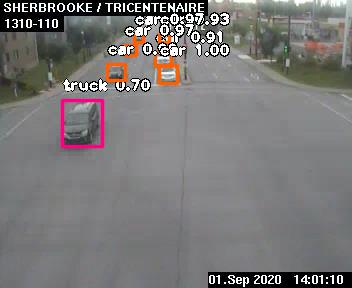 SHERBROOKE / TRICENTENAIRE
1310-110
car 0.97
0.93
car 0.97
car 0.91
car 0.
car 1.00
truck 0.70
01.Sep 2020 14:01:10